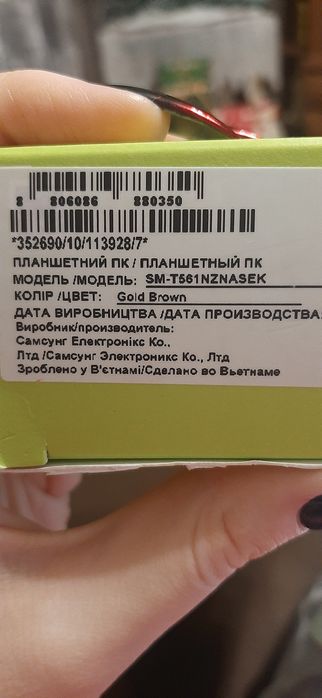 8 806086 880350
*352690/10/113928/7*
ПЛАНШЕТНИЙ ПК / ПЛАНШЕТНЫЙ ПК
МОДЕЛЬ /МОДЕЛЬ: SM-T561NZNASEK
КОЛІР /ЦВЕТ: Gold Brown
ДАТА ВИРОБНИЦТВА /ДАТА ПРОИЗВОДСТВА:
Виробник/производитель:
Самсунг Електронікс Ко.,
Лтд /Самсунг Электроникс Ко., Лтд
Зроблено у В'єтнамі/Сделано во Вьетнаме